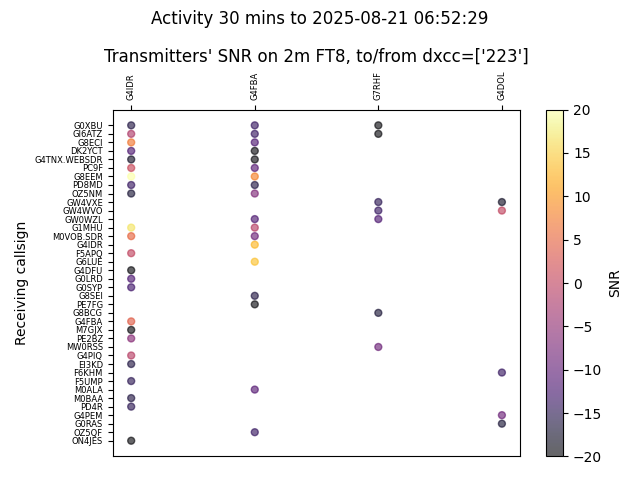 Activity 30 mins to 2025-08-21 06:52:29
Transmitters' SNR on 2m FT8, to/from dxcc=['223']
G4IDR G4FBA G7RHF G4DOL
G0XBU
GI6ATZ
G8ECI
DK2YCT
G4TNX.WEBSDR
PC9F
G8EEM
PD8MD
OZ5NM
GW4VXE
GW4WVO
GW0WZL
G1MHU
M0VOB.SDR
G4IDR
F5APQ
G6LUE
G4DFU
G0LRD
G0SYP
G8SEI
PE7FG
G8BCG
G4FBA
M7GJX
PE2BZ
MW0RSS
G4PIQ
EI3KD
F6KHM
F5UMP
M0ALA
M0BAA
PD4R
G4PEM
G0RAS
OZ5QF
ON4JES
Receiving callsign
20
15
10
5
0
−5
−10
−15
−20
SNR